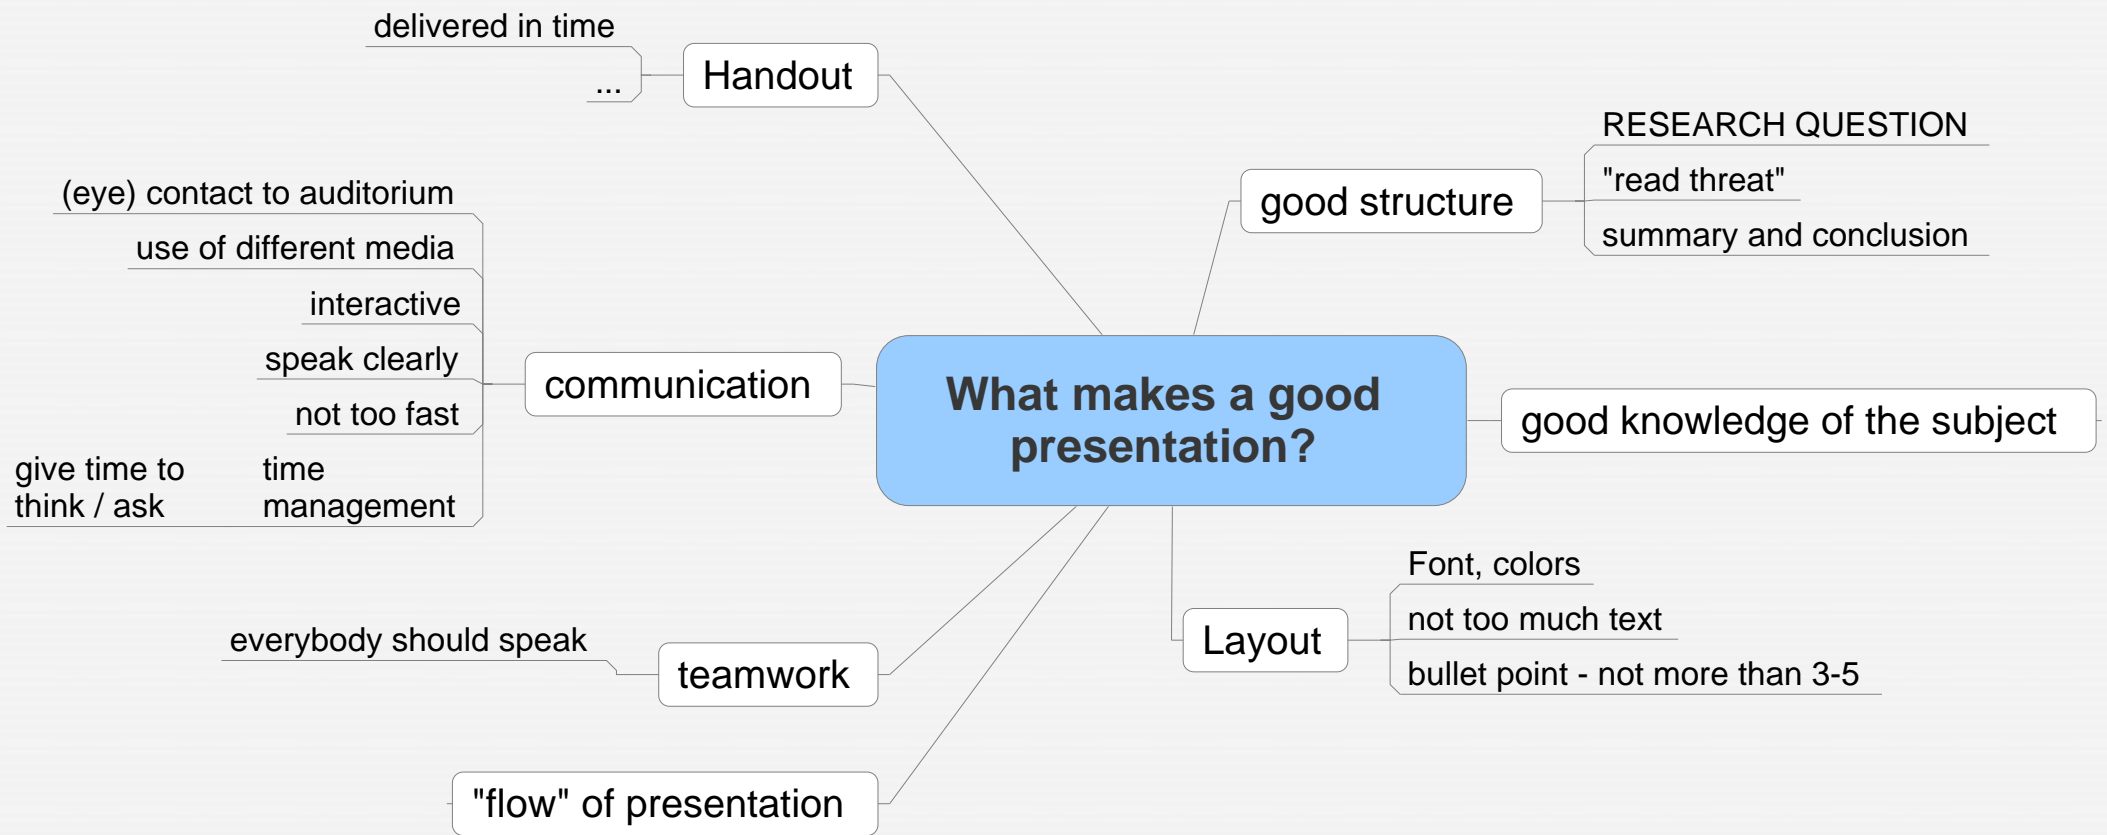 delivered in time
...
Handout
RESEARCH QUESTION
"read threat"
summary and conclusion
good structure
(eye) contact to auditorium
use of different media
interactive
speak clearly
not too fast
give time to
think / ask
time
management
communication
What makes a good
presentation?
good knowledge of the subject
Font, colors
not too much text
bullet point - not more than 3-5
Layout
everybody should speak
teamwork
"flow" of presentation